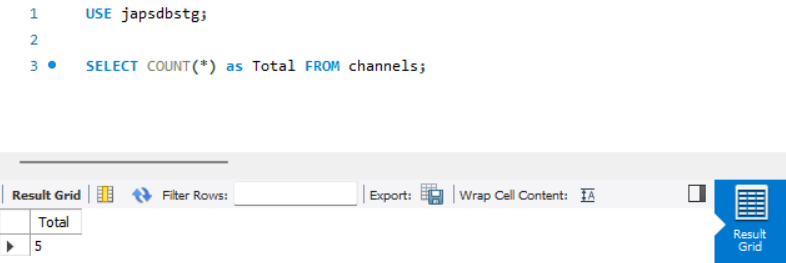 1 USE japsdbstg;
2
3 SELECT COUNT(*) as Total FROM channels;
Result Grid Filter Rows: Export: Wrap Cell Content: IA
Total
5
Result
Grid